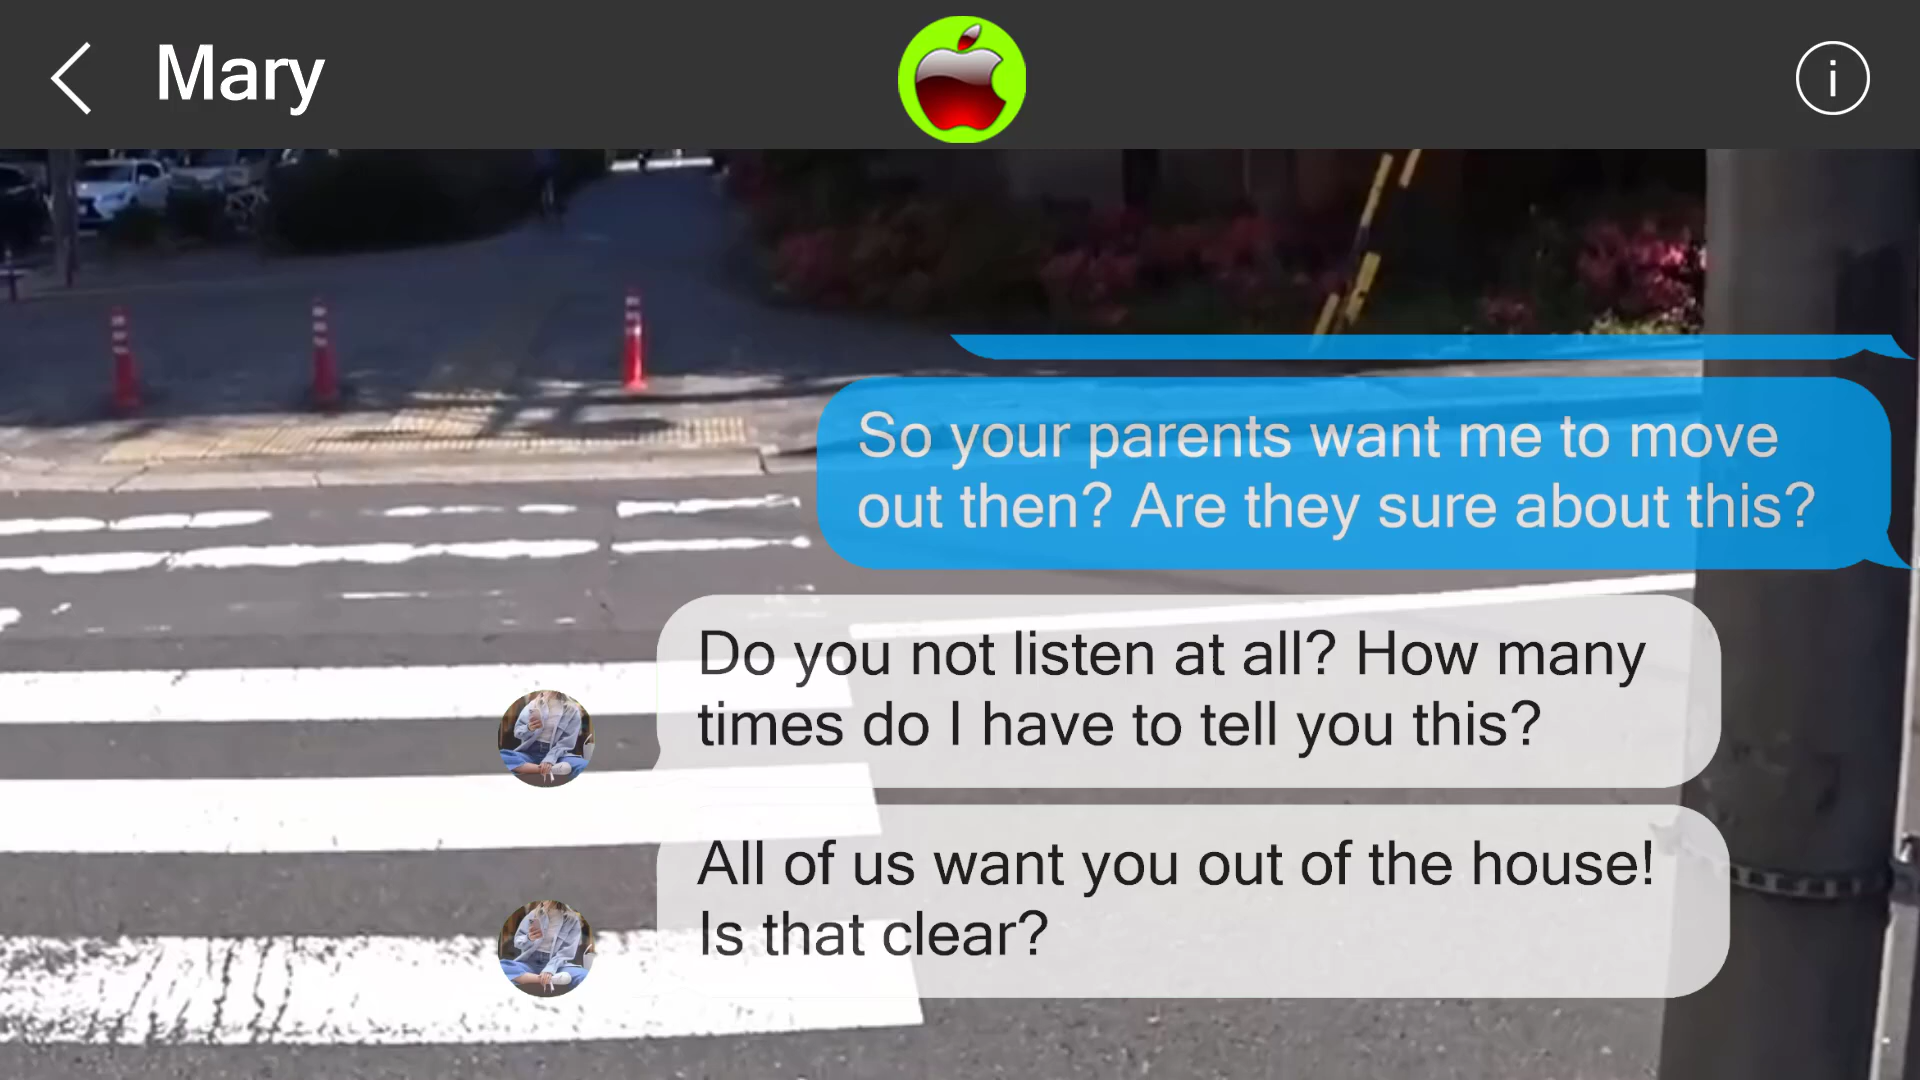 Mary
So your parents want me to move
out then? Are they sure about this?
Do you not listen at all? How many
times do I have to tell you this?
All of us want you out of the house!
Is that clear?